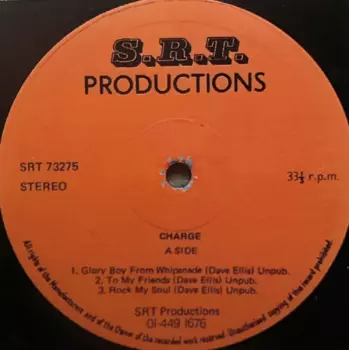 S.R.T.
PRODUCTIONS
SRT 73275
STEREO
33⅓ r.p.m.
CHARGE
A SIDE
1. Glory Boy From Whipsnade (Dave Ellis) Unpub.
2. To My Friends (Dave Ellis) Unpub.
3. Rock My Soul (Dave Ellis) Unpub.
SRT Productions
01-449 1676
All rights of the Manufacturer and of the Owner of the recorded work reserved. Unauthorised copying of this record prohibited.